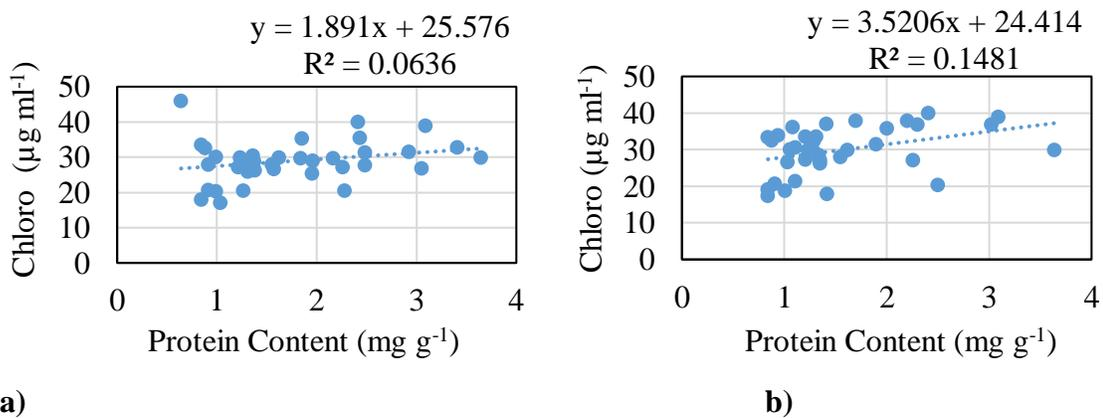 y = 1.891x + 25.576
R² = 0.0636
50
40
30
20
10
0
Chloro (µg ml⁻¹)
0 1 2 3 4
Protein Content (mg g⁻¹)
a)
y = 3.5206x + 24.414
R² = 0.1481
50
40
30
20
10
0
Chloro (µg ml⁻¹)
0 1 2 3 4
Protein Content (mg g⁻¹)
b)